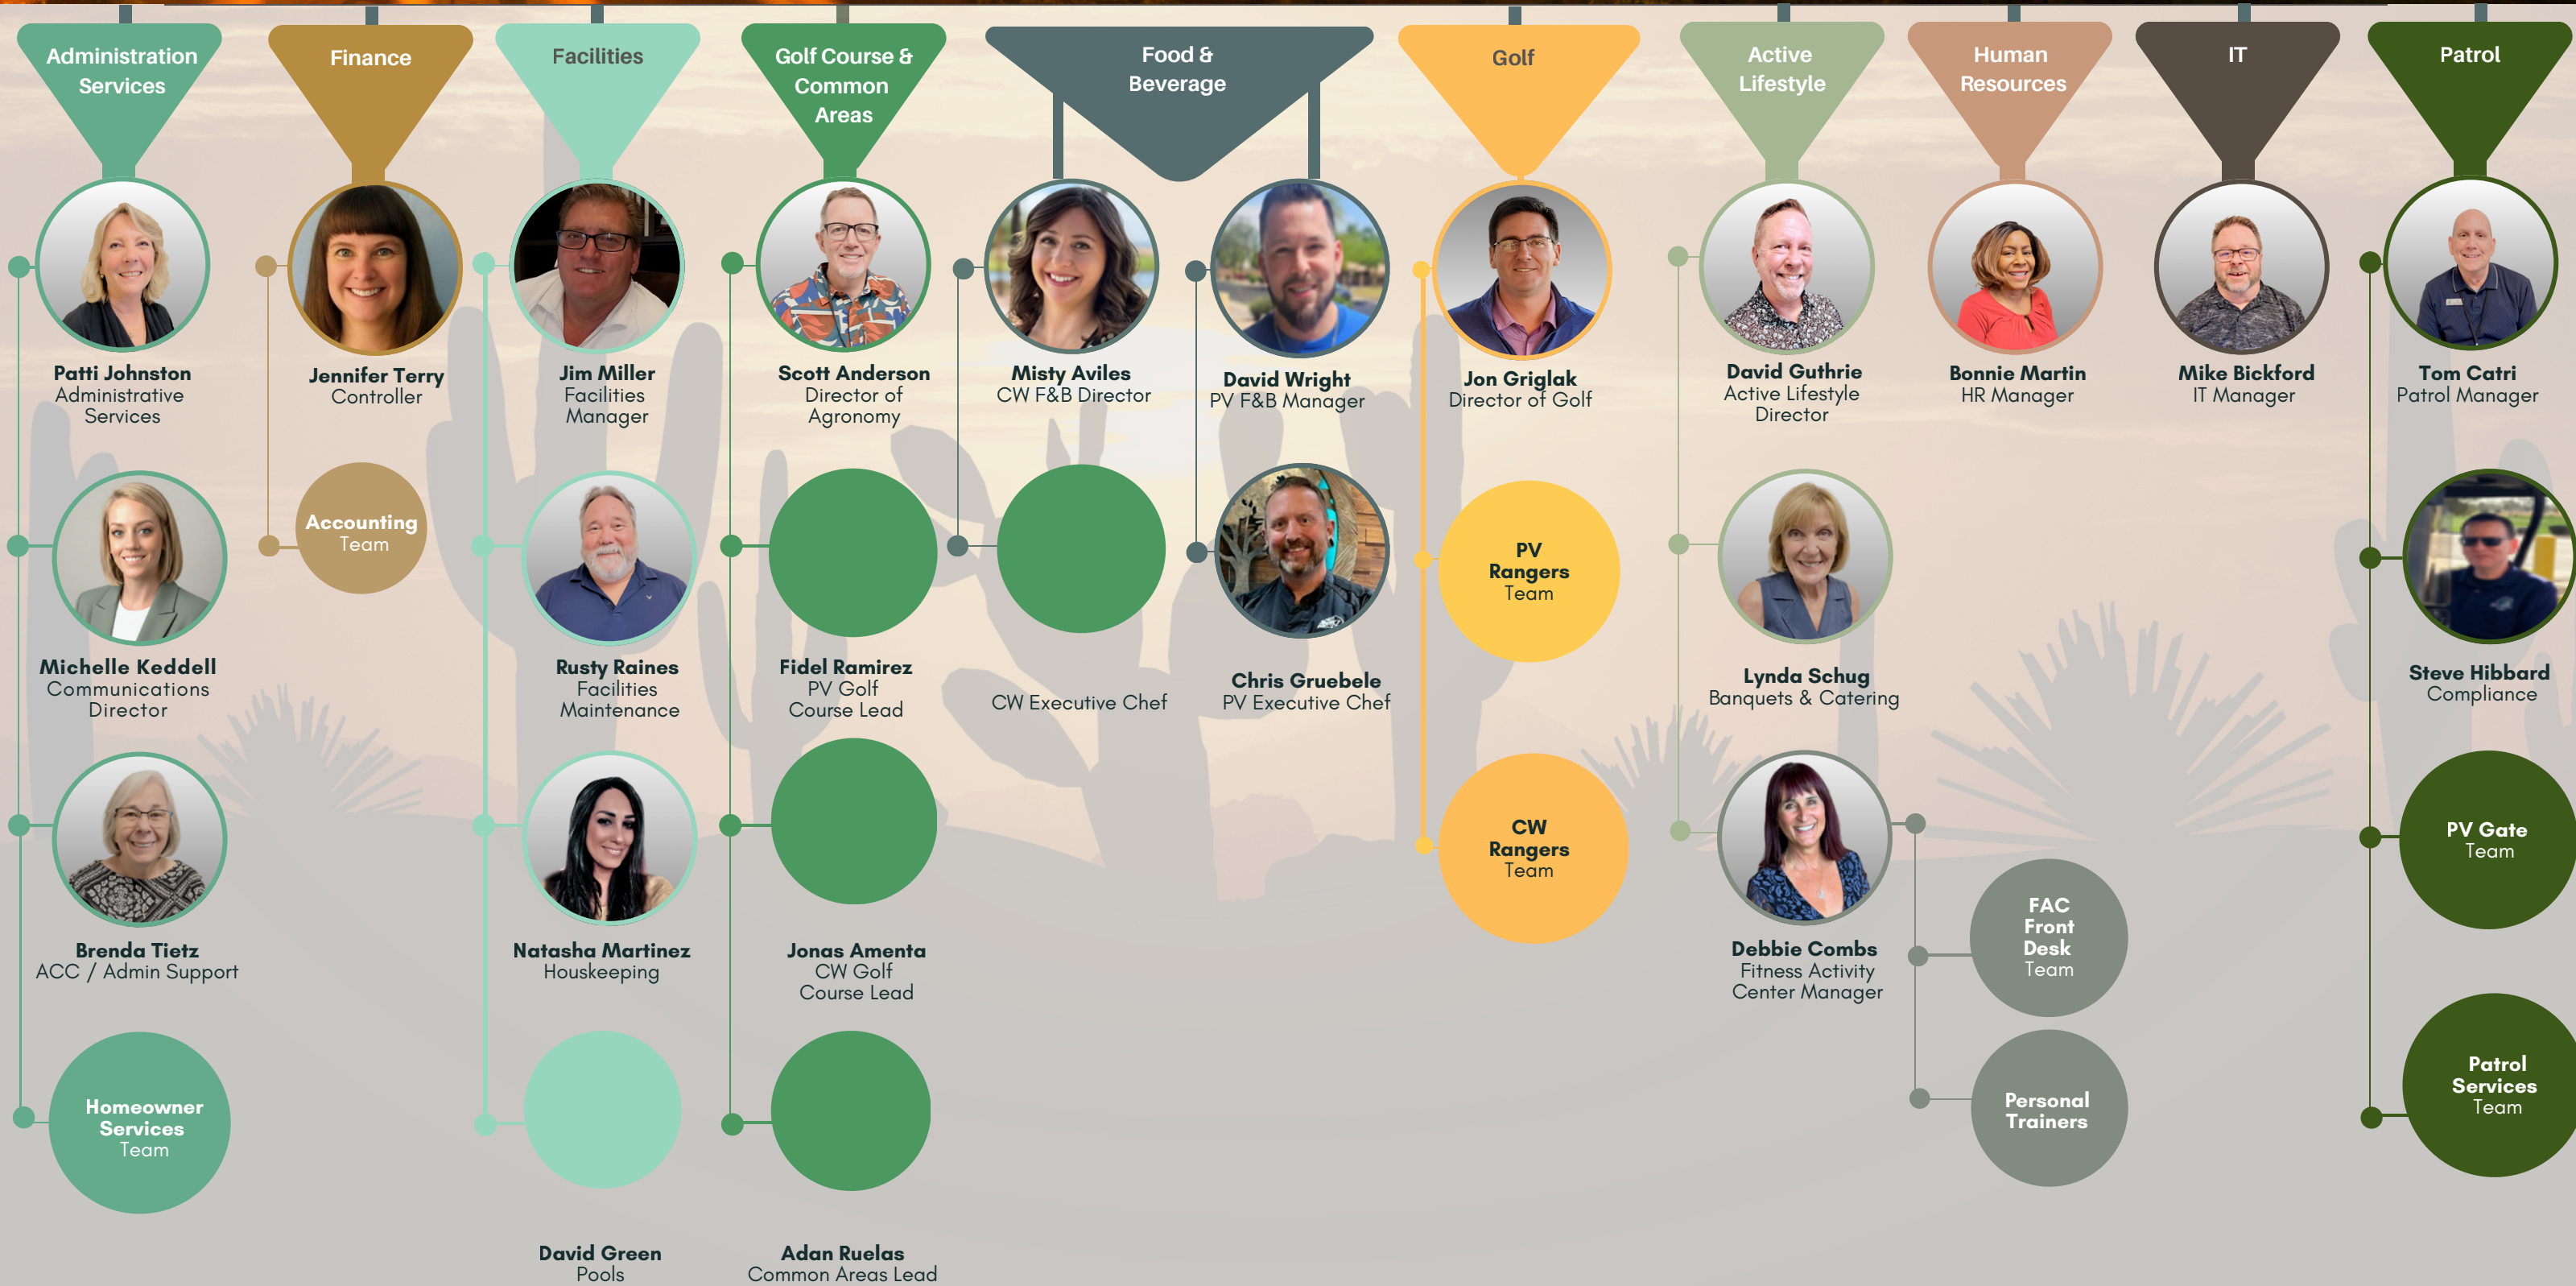 Administration
Services
Patti Johnston
Administrative
Services
Michelle Keddell
Communications
Director
Brenda Tietz
ACC / Admin Support
Homeowner
Services
Team
Finance
Jennifer Terry
Controller
Accounting
Team
Facilities
Jim Miller
Facilities
Manager
Rusty Raines
Facilities
Maintenance
Natasha Martinez
Houskeeping
David Green
Pools
Golf Course &
Common
Areas
Scott Anderson
Director of
Agronomy
Fidel Ramirez
PV Golf
Course Lead
Jonas Amenta
CW Golf
Course Lead
Adan Ruelas
Common Areas Lead
Food &
Beverage
Misty Aviles
CW F&B Director
CW Executive Chef
David Wright
PV F&B Manager
Chris Gruebele
PV Executive Chef
Golf
Jon Griglak
Director of Golf
PV
Rangers
Team
CW
Rangers
Team
Active
Lifestyle
David Guthrie
Active Lifestyle
Director
Lynda Schug
Banquets & Catering
Debbie Combs
Fitness Activity
Center Manager
FAC
Front
Desk
Team
Personal
Trainers
Human
Resources
Bonnie Martin
HR Manager
IT
Mike Bickford
IT Manager
Patrol
Tom Catri
Patrol Manager
Steve Hibbard
Compliance
PV Gate
Team
Patrol
Services
Team